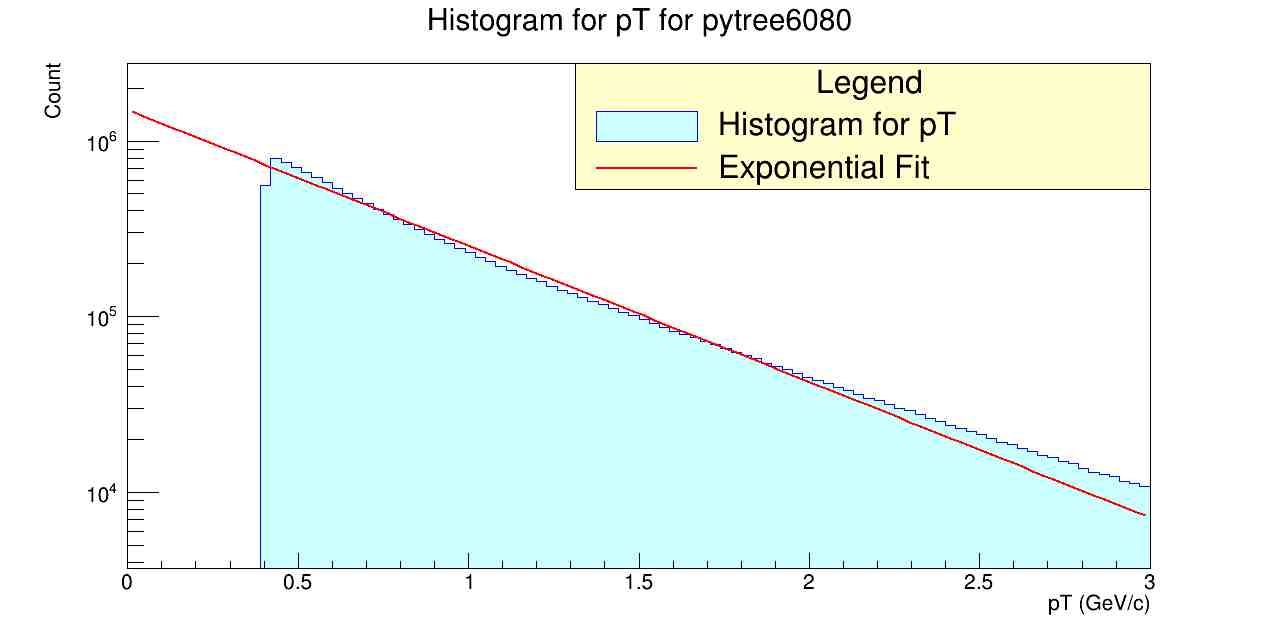 Histogram for pT for pytree6080
Count
Legend
Histogram for pT
Exponential Fit
10^6
10^5
10^4
0 0.5 1 1.5 2 2.5 3
pT (GeV/c)